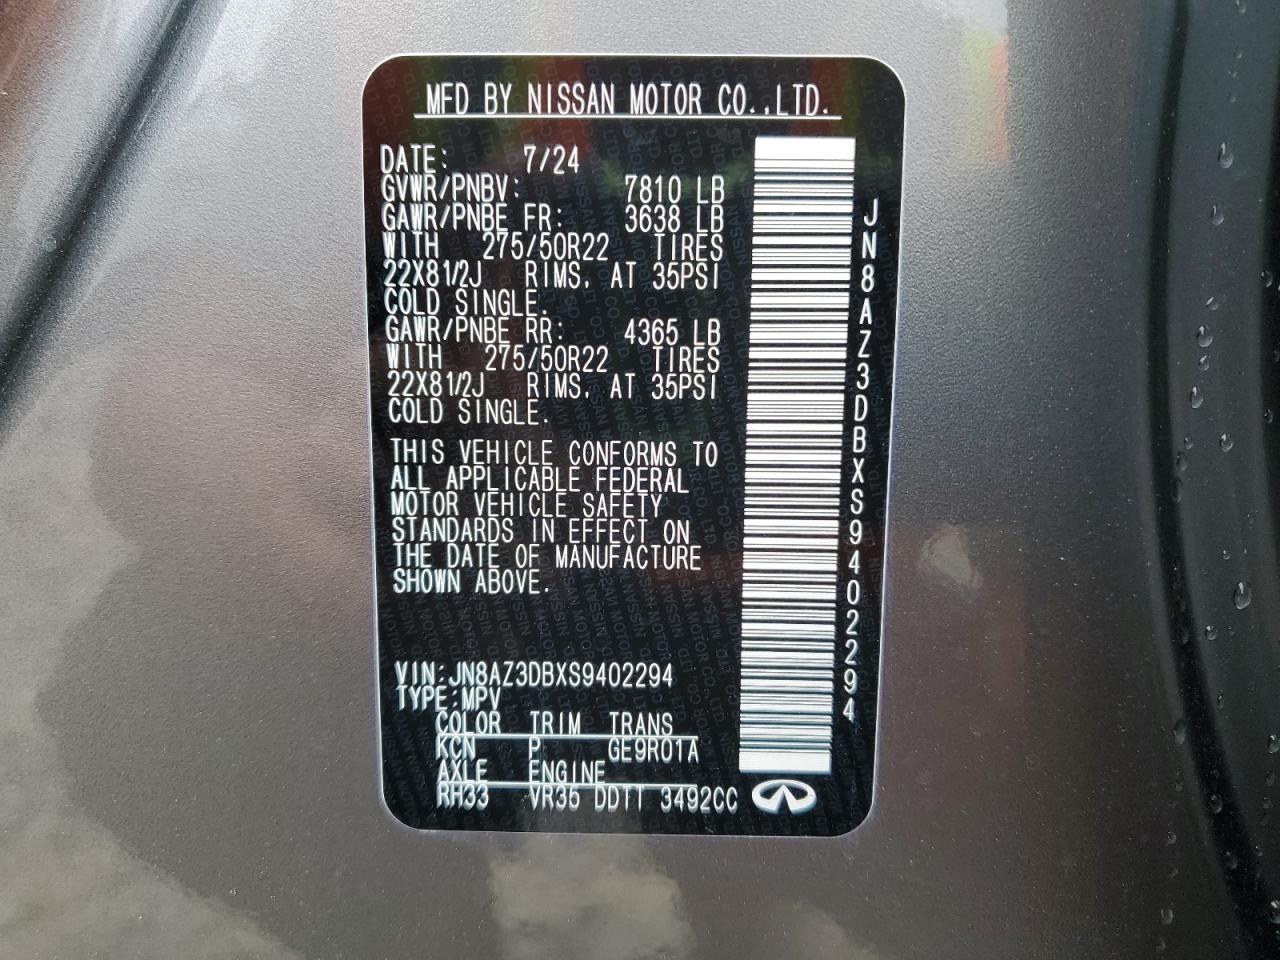 MFD BY NISSAN MOTOR CO.,LTD.
DATE: 7/24
GVWR/PNBV: 7810 LB
GAWR/PNBE FR: 3638 LB
WITH 275/50R22 TIRES
22X81/2J RIMS. AT 35PSI
COLD SINGLE.
GAWR/PNBE RR: 4365 LB
WITH 275/50R22 TIRES
22X81/2J RIMS. AT 35PSI
COLD SINGLE.
THIS VEHICLE CONFORMS TO
ALL APPLICABLE FEDERAL
MOTOR VEHICLE SAFETY
STANDARDS IN EFFECT ON
THE DATE OF MANUFACTURE
SHOWN ABOVE.
VIN:JN8AZ3DBXS9402294
TYPE:MPV
COLOR TRIM TRANS
KCN P GE9R01A
AXLE ENGINE
RH33 VR35 DDTT 3492CC
JN8AZ3DBXS9402294